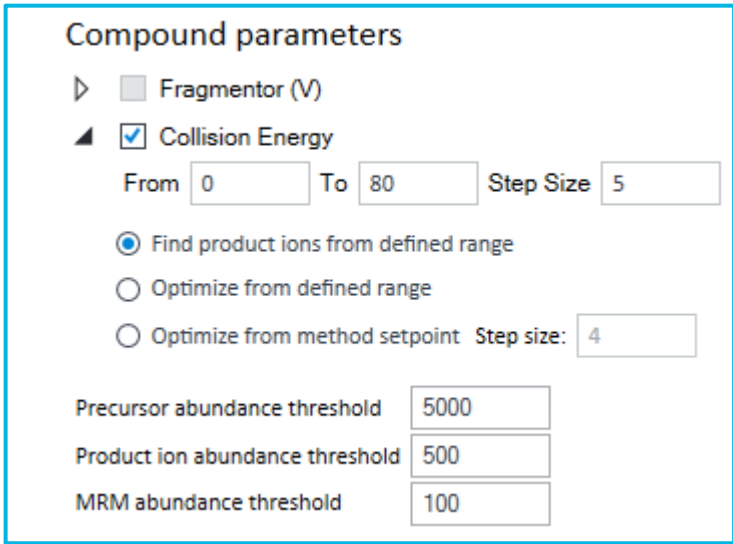 Compound parameters
Fragmentor (V)
Collision Energy
From 0 To 80 Step Size 5
Find product ions from defined range
Optimize from defined range
Optimize from method setpoint Step size: 4
Precursor abundance threshold 5000
Product ion abundance threshold 500
MRM abundance threshold 100